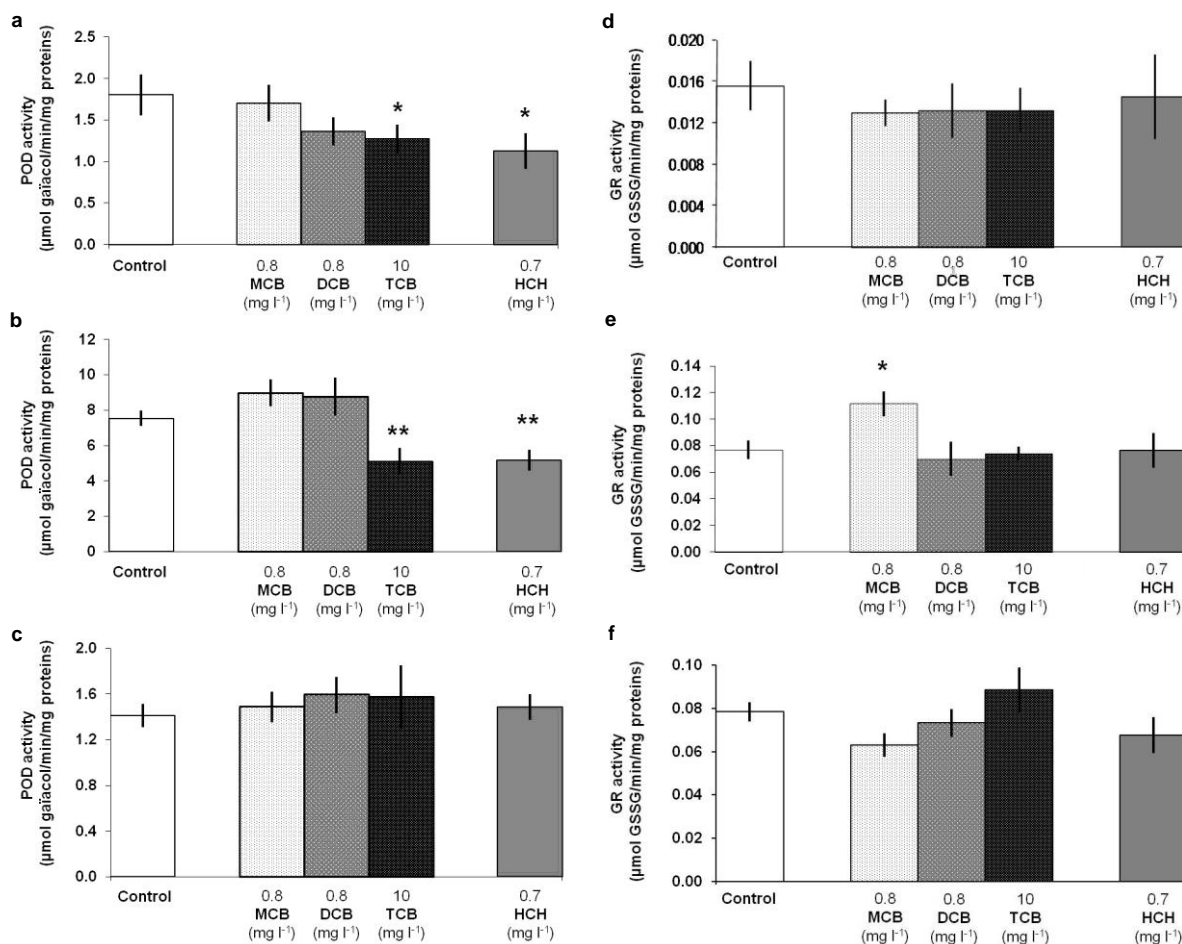 a
POD activity
(µmol gaïacol/min/mg proteins)
2.5
2.0
1.5
1.0
0.5
0.0
*
*
Control
0.8
MCB
(mg l⁻¹)
0.8
DCB
(mg l⁻¹)
10
TCB
(mg l⁻¹)
0.7
HCH
(mg l⁻¹)
b
POD activity
(µmol gaïacol/min/mg proteins)
12
10
8
6
4
2
0
**
**
Control
0.8
MCB
(mg l⁻¹)
0.8
DCB
(mg l⁻¹)
10
TCB
(mg l⁻¹)
0.7
HCH
(mg l⁻¹)
c
POD activity
(µmol gaïacol/min/mg proteins)
2.0
1.6
1.2
0.8
0.4
0.0
Control
0.8
MCB
(mg l⁻¹)
0.8
DCB
(mg l⁻¹)
10
TCB
(mg l⁻¹)
0.7
HCH
(mg l⁻¹)
d
GR activity
(µmol GSSG/min/mg proteins)
0.020
0.016
0.012
0.008
0.004
0.000
Control
0.8
MCB
(mg l⁻¹)
0.8
DCB
(mg l⁻¹)
10
TCB
(mg l⁻¹)
0.7
HCH
(mg l⁻¹)
e
GR activity
(µmol GSSG/min/mg proteins)
0.14
0.12
0.10
0.08
0.06
0.04
0.02
0.00
*
Control
0.8
MCB
(mg l⁻¹)
0.8
DCB
(mg l⁻¹)
10
TCB
(mg l⁻¹)
0.7
HCH
(mg l⁻¹)
f
GR activity
(µmol GSSG/min/mg proteins)
0.10
0.08
0.06
0.04
0.02
0.00
Control
0.8
MCB
(mg l⁻¹)
0.8
DCB
(mg l⁻¹)
10
TCB
(mg l⁻¹)
0.7
HCH
(mg l⁻¹)